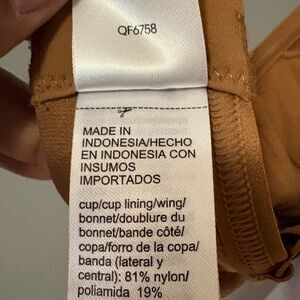 QF6758
MADE IN
INDONESIA/HECHO
EN INDONESIA CON
INSUMOS
IMPORTADOS
cup/cup lining/wing/
bonnet/doublure du
bonnet/bande côté/
copa/forro de la copa/
banda (lateral y
central): 81% nylon/
poliamida 19%